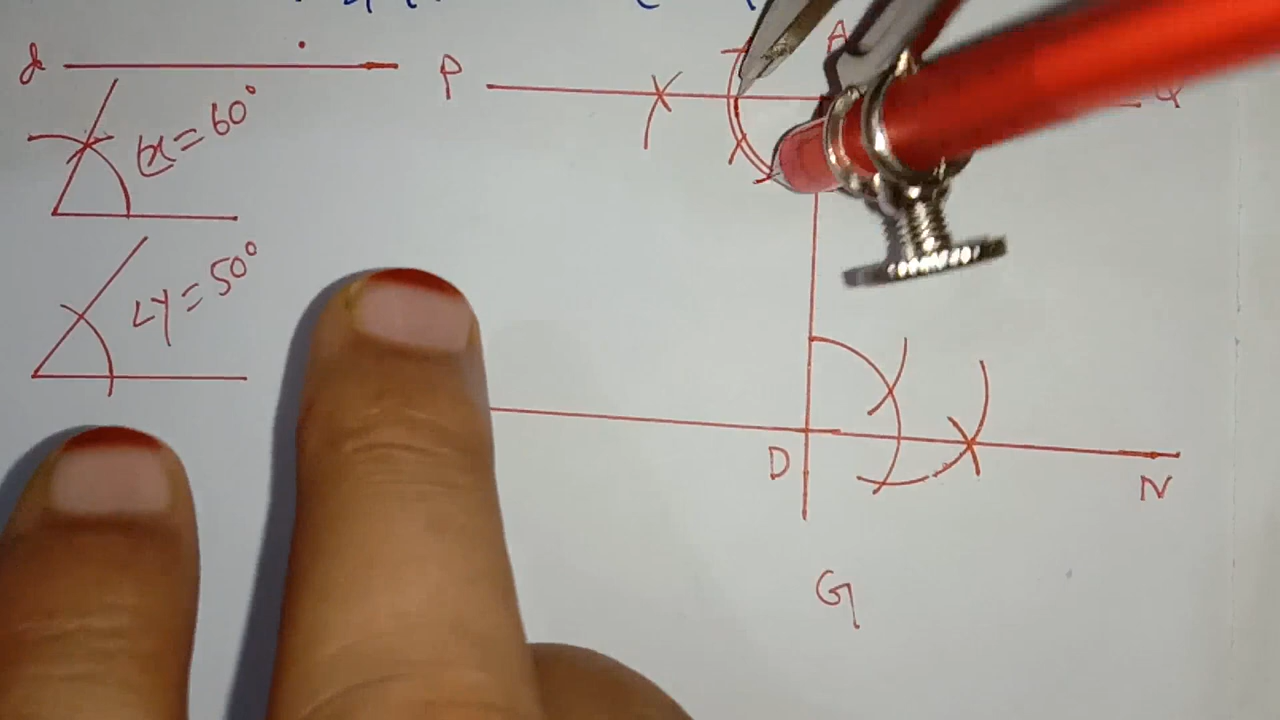 d
P
A
∠x = 60°
∠y = 50°
D
N
G